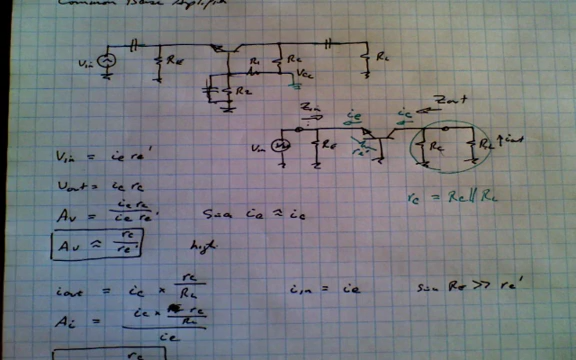 Common Base Amplifier
Vin RE R1 RC Vcc R2 RL
Zin ie ic Zout
Vin RE re' RC RL iout
rc = Rc//RL
Vin = ie re'
Vout = ic rc
Av = ic rc / ie re' Since ie ≈ ic
Av ≈ rc / re' high
iout = ic × rc / RL iin = ie since RE >> re'
Ai = ic × rc / RL / ie
rc